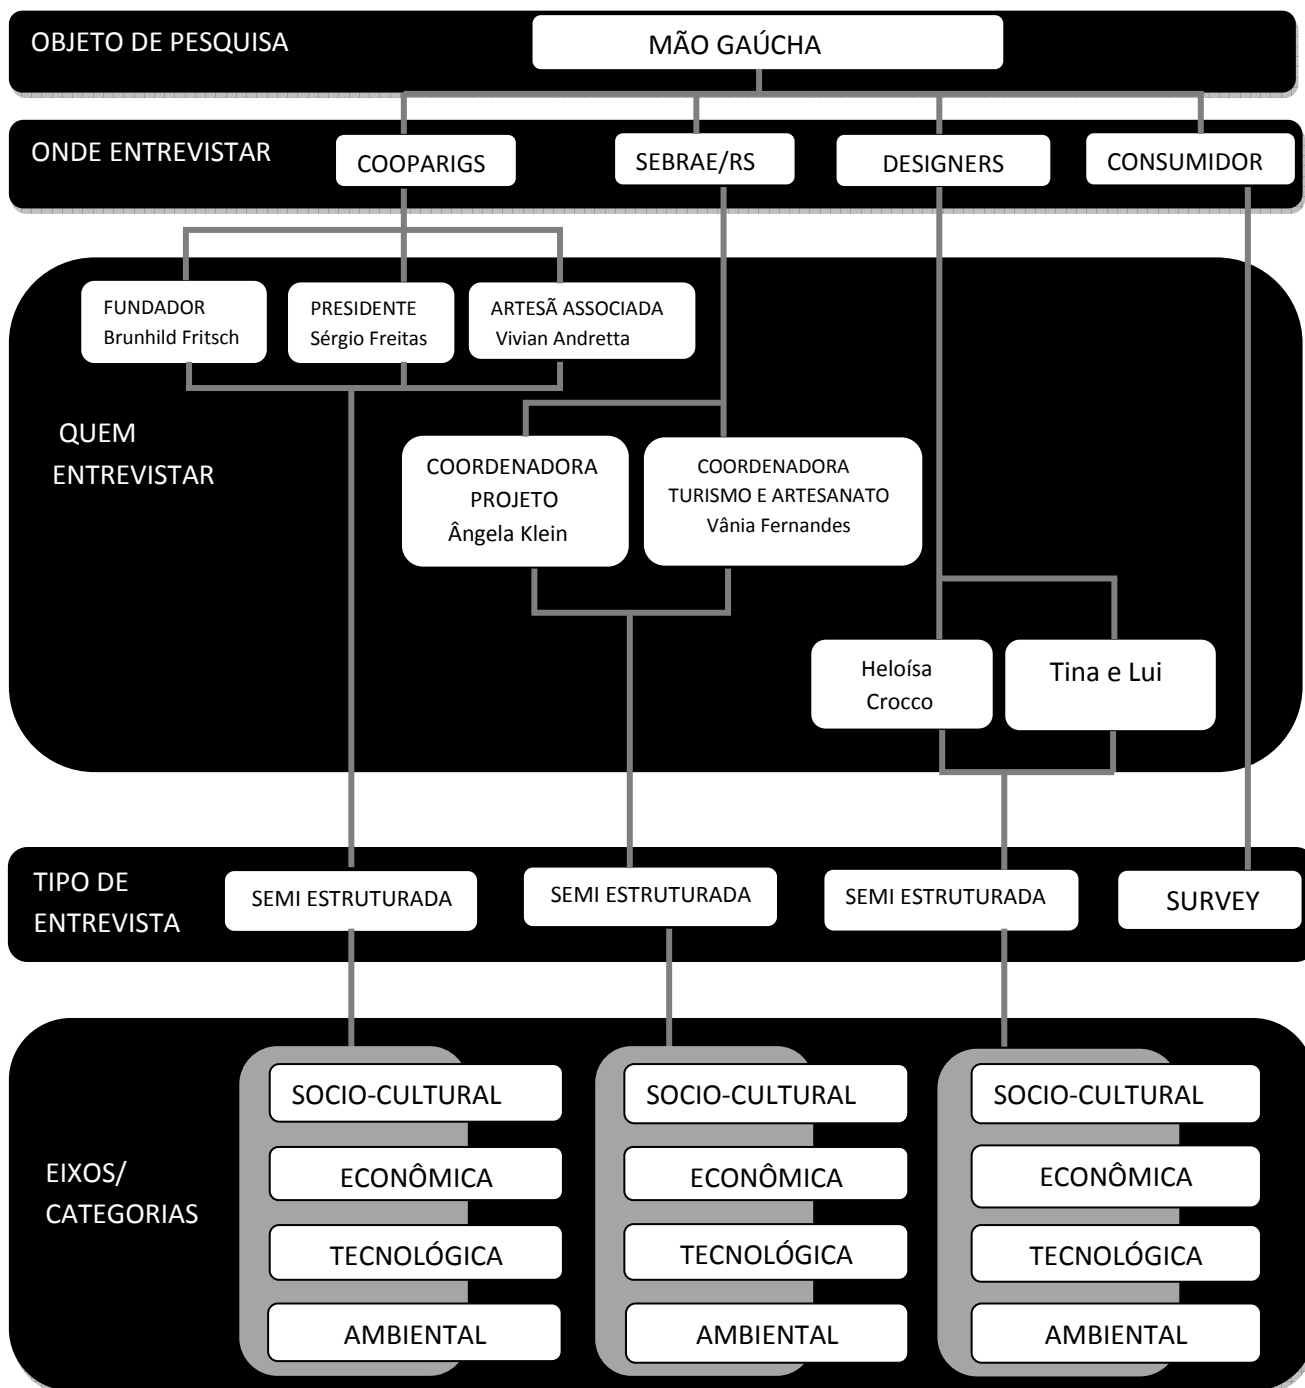 OBJETO DE PESQUISA
MÃO GAÚCHA
ONDE ENTREVISTAR
COOPARIGS
SEBRAE/RS
DESIGNERS
CONSUMIDOR
FUNDADOR
Brunhild Fritsch
PRESIDENTE
Sérgio Freitas
ARTESÃ ASSOCIADA
Vivian Andretta
QUEM
ENTREVISTAR
COORDENADORA
PROJETO
Ângela Klein
COORDENADORA
TURISMO E ARTESANATO
Vânia Fernandes
Heloísa
Crocco
Tina e Lui
TIPO DE
ENTREVISTA
SEMI ESTRUTURADA
SEMI ESTRUTURADA
SEMI ESTRUTURADA
SURVEY
EIXOS/
CATEGORIAS
SOCIO-CULTURAL
ECONÔMICA
TECNOLÓGICA
AMBIENTAL
SOCIO-CULTURAL
ECONÔMICA
TECNOLÓGICA
AMBIENTAL
SOCIO-CULTURAL
ECONÔMICA
TECNOLÓGICA
AMBIENTAL